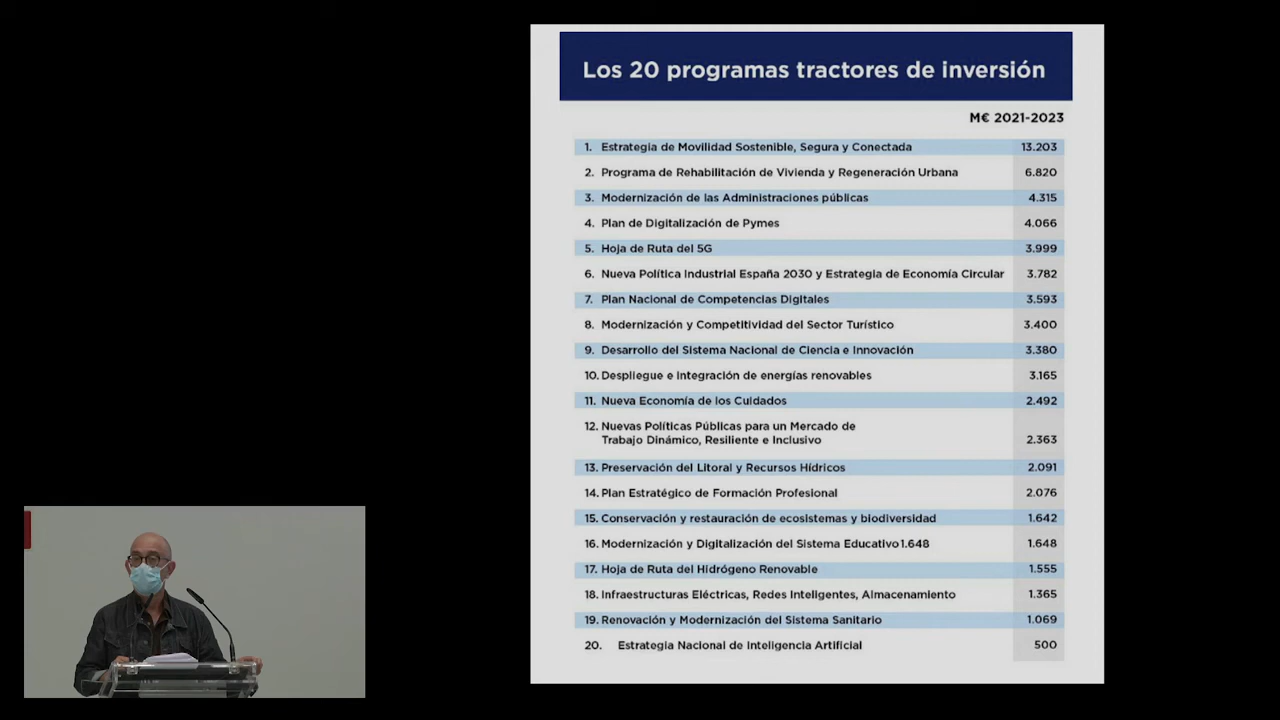 Los 20 programas tractores de inversión
M€ 2021-2023
1. Estrategia de Movilidad Sostenible, Segura y Conectada 13.203
2. Programa de Rehabilitación de Vivienda y Regeneración Urbana 6.820
3. Modernización de las Administraciones públicas 4.315
4. Plan de Digitalización de Pymes 4.066
5. Hoja de Ruta del 5G 3.999
6. Nueva Política Industrial España 2030 y Estrategia de Economía Circular 3.782
7. Plan Nacional de Competencias Digitales 3.593
8. Modernización y Competitividad del Sector Turístico 3.400
9. Desarrollo del Sistema Nacional de Ciencia e Innovación 3.380
10. Despliegue e integración de energías renovables 3.165
11. Nueva Economía de los Cuidados 2.492
12. Nuevas Políticas Públicas para un Mercado de
Trabajo Dinámico, Resiliente e Inclusivo 2.363
13. Preservación del Litoral y Recursos Hídricos 2.091
14. Plan Estratégico de Formación Profesional 2.076
15. Conservación y restauración de ecosistemas y biodiversidad 1.642
16. Modernización y Digitalización del Sistema Educativo1.648 1.648
17. Hoja de Ruta del Hidrógeno Renovable 1.555
18. Infraestructuras Eléctricas, Redes Inteligentes, Almacenamiento 1.365
19. Renovación y Modernización del Sistema Sanitario 1.069
20. Estrategia Nacional de Inteligencia Artificial 500